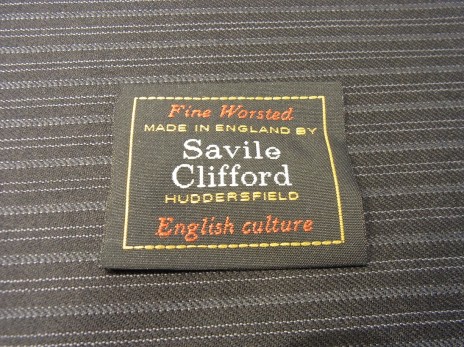 Fine Worsted
MADE IN ENGLAND BY
Savile
Clifford
HUDDERSFIELD
English culture